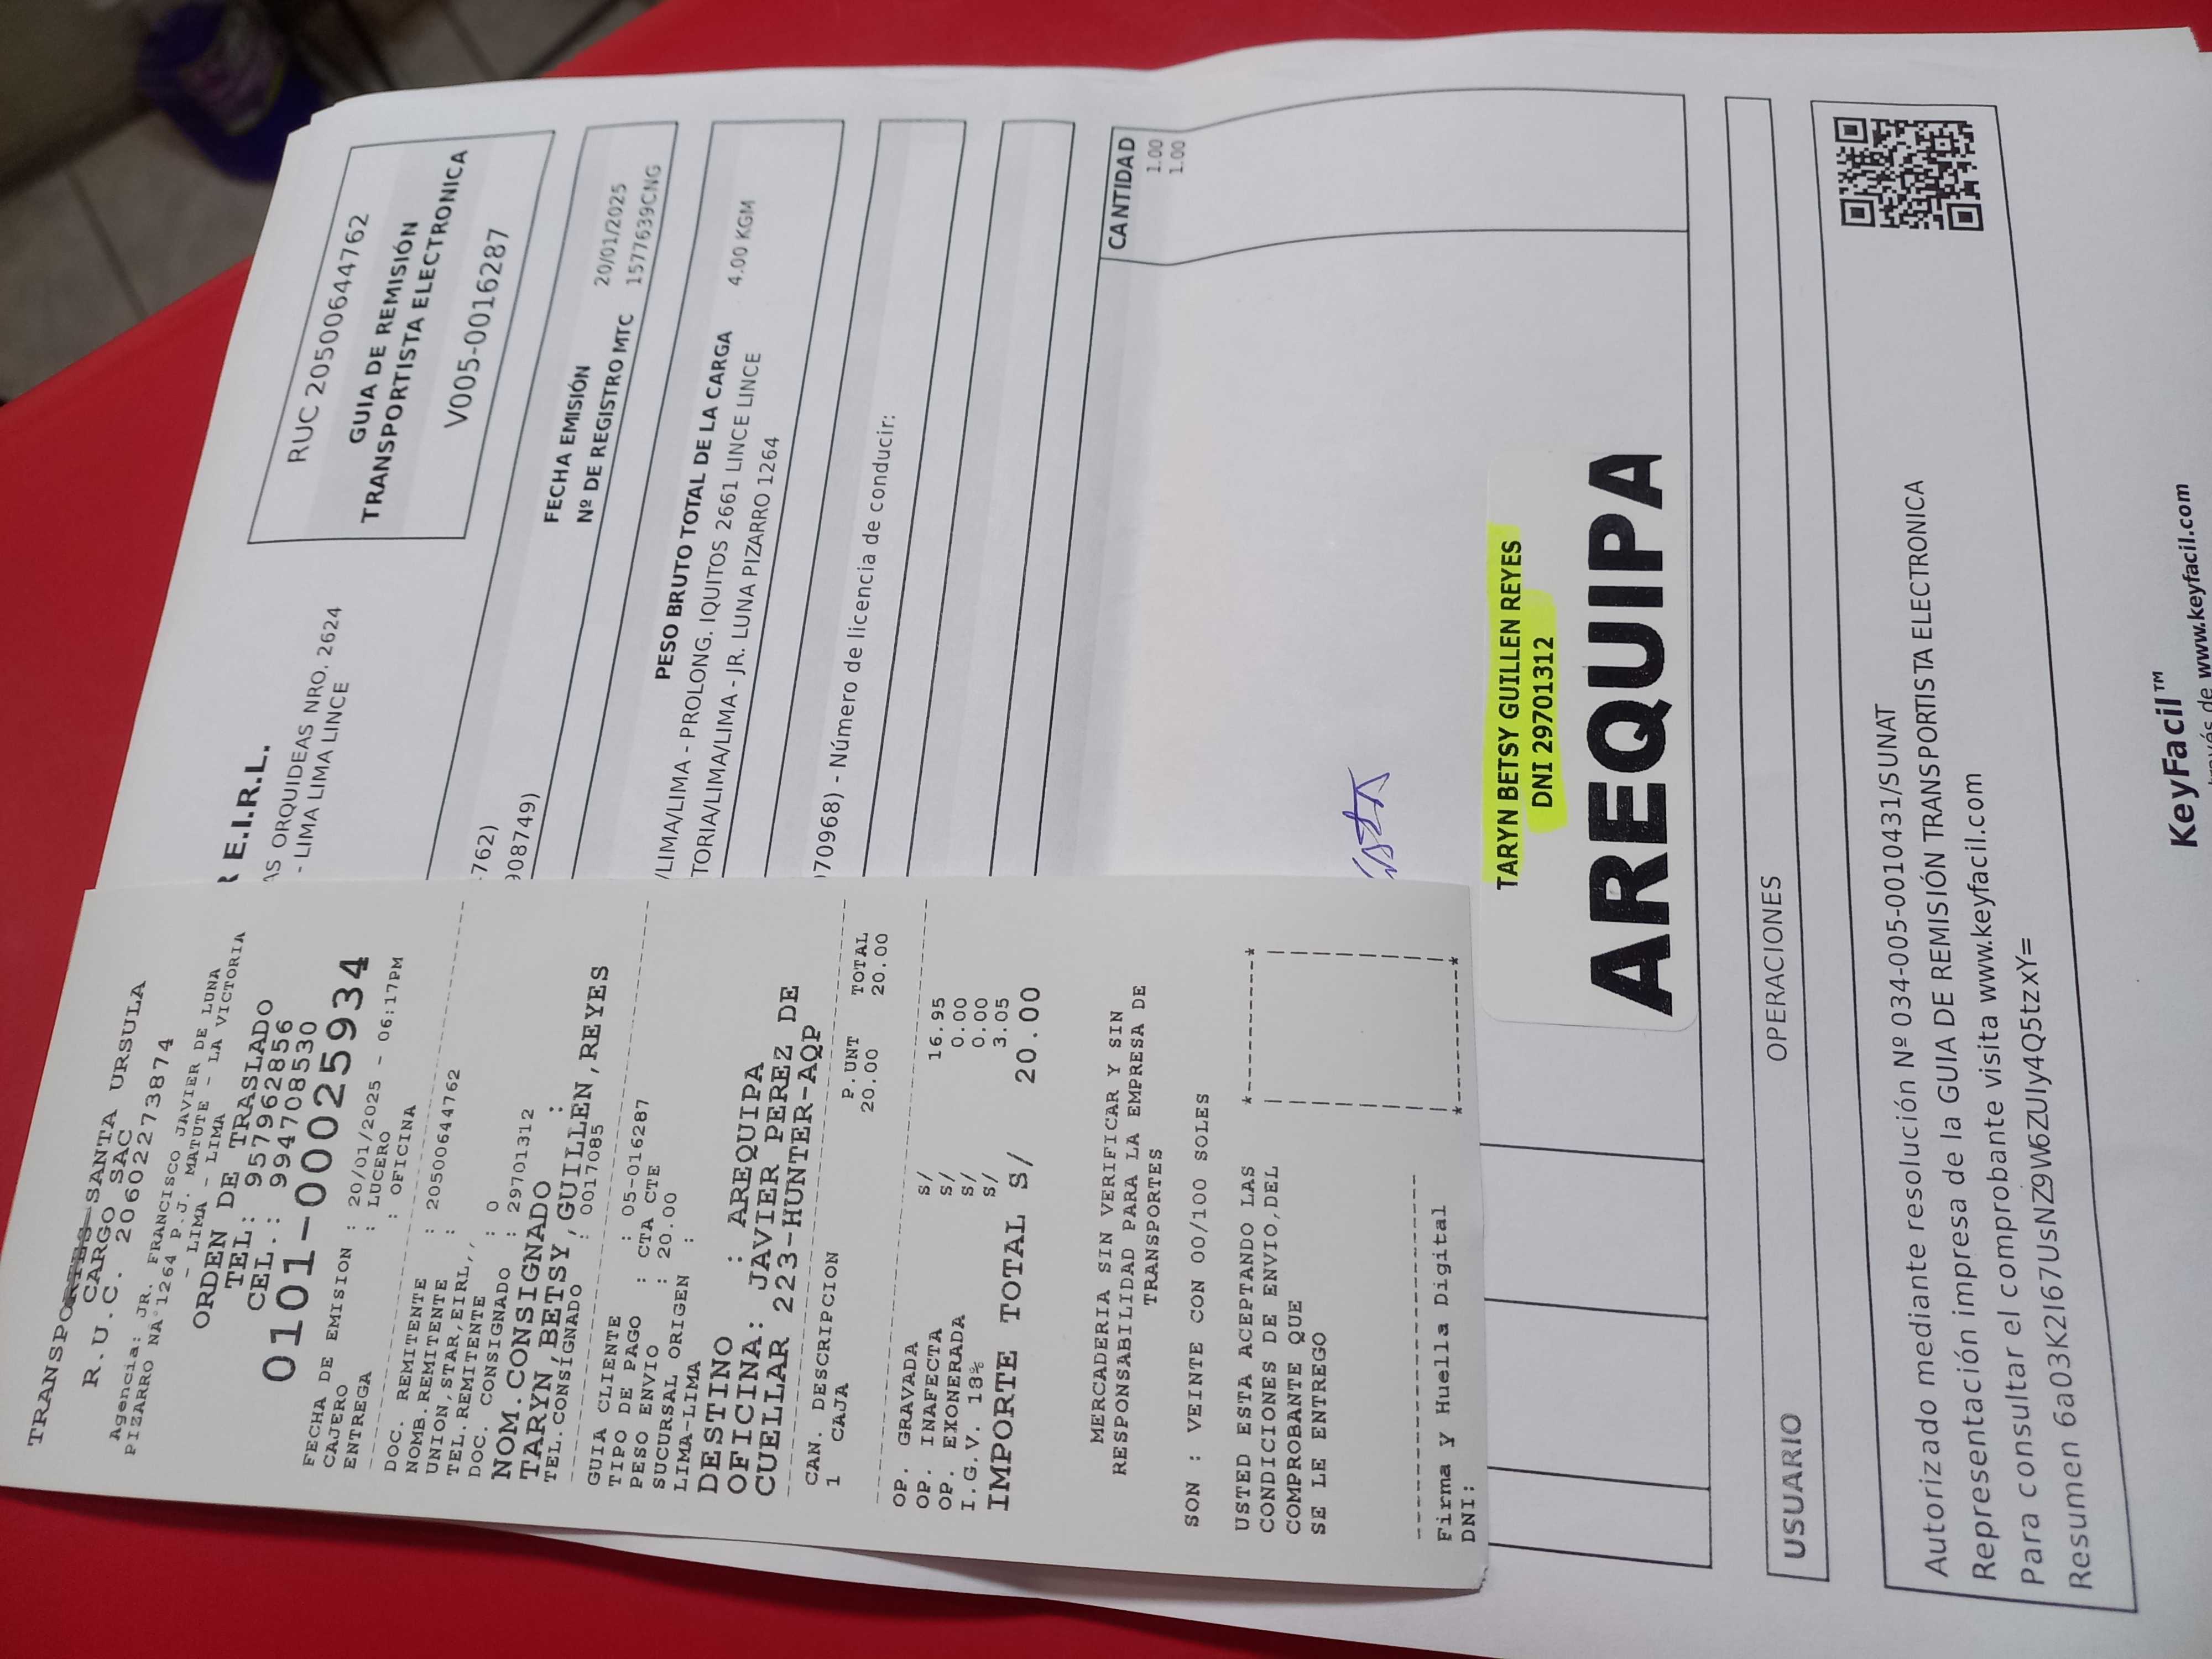 TRANSPORTES SANTA URSULA
CARGO SAC
R.U.C. 20602273874
Agencia: JR. FRANCISCO JAVIER DE LUNA
PIZARRO NA°1264 P.J. MATUTE - LA VICTORIA
- LIMA - LIMA
ORDEN DE TRASLADO
TEL: 957962856
CEL.: 994708530
0101-00025934
FECHA DE EMISION : 20/01/2025 - 06:17PM
CAJERO : LUCERO
ENTREGA : OFICINA
DOC. REMITENTE : 20500644762
NOMB.REMITENTE :
UNION,STAR,EIRL,,
TEL.REMITENTE : 0
DOC. CONSIGNADO : 29701312
NOM.CONSIGNADO :
TARYN,BETSY,GUILLEN,REYES
TEL.CONSIGNADO :
GUIA CLIENTE : 0017085
TIPO DE PAGO : 05-016287
PESO ENVIO : CTA CTE
SUCURSAL ORIGEN : 20.00
LIMA-LIMA
DESTINO : AREQUIPA
OFICINA: JAVIER PEREZ DE
CUELLAR 223-HUNTER-AQP
CAN. DESCRIPCION P.UNT TOTAL
1 CAJA 20.00 20.00
OP. GRAVADA S/ 16.95
OP. INAFECTA S/ 0.00
OP. EXONERADA S/ 0.00
I.G.V. 18% S/ 3.05
IMPORTE TOTAL S/ 20.00
MERCADERIA SIN VERIFICAR Y SIN
RESPONSABILIDAD PARA LA EMPRESA DE
TRANSPORTES
SON : VEINTE CON 00/100 SOLES
USTED ESTA ACEPTANDO LAS
CONDICIONES DE ENVIO,DEL
COMPROBANTE QUE
SE LE ENTREGO
Firma y Huella Digital
DNI:
R E.I.R.L.
AS ORQUIDEAS NRO. 2624
- LIMA LIMA LINCE
RUC 20500644762
GUIA DE REMISIÓN
TRANSPORTISTA ELECTRONICA
V005-0016287
762)
908749)
FECHA EMISIÓN 20/01/2025
Nº DE REGISTRO MTC 1577639CNG
PESO BRUTO TOTAL DE LA CARGA 4.00 KGM
/LIMA/LIMA - PROLONG. IQUITOS 2661 LINCE LINCE
TORIA/LIMA/LIMA - JR. LUNA PIZARRO 1264
970968) - Número de licencia de conducir:
CANTIDAD
1.00
1.00
TARYN BETSY GUILLEN REYES
DNI 29701312
AREQUIPA
USUARIO OPERACIONES
Autorizado mediante resolución Nº 034-005-0010431/SUNAT
Representación impresa de la GUIA DE REMISIÓN TRANSPORTISTA ELECTRONICA
Para consultar el comprobante visita www.keyfacil.com
Resumen 6a03K2I67UsNZ9W6ZUIy4Q5tzxY=
KeyFacil™
través de www.keyfacil.com